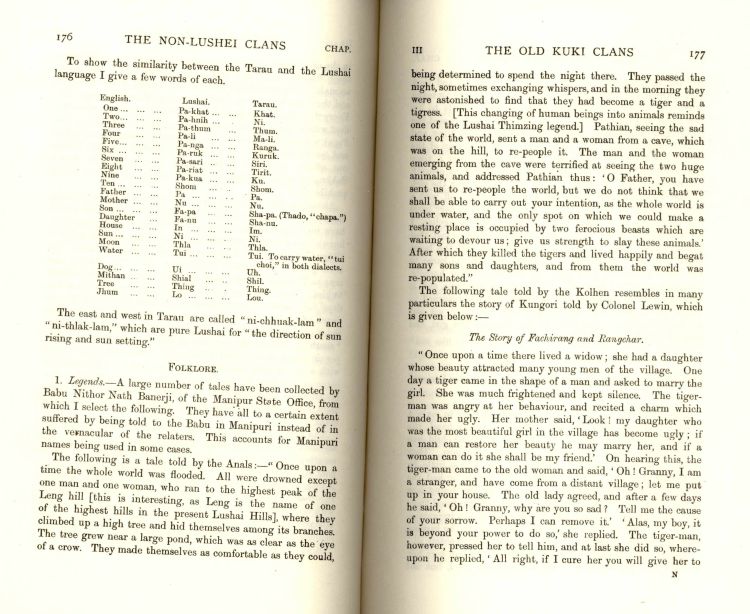 176 THE NON-LUSHEI CLANS CHAP.
To show the similarity between the Tarau and the Lushai
language I give a few words of each.
English. Lushai. Tarau.
One ... ... ... Pa-khat ... ... Khat.
Two... ... ... Pa-hnih ... ... Ni.
Three ... ... Pa-thum Thum.
Four ... ... Pa-li Ma-li.
Five... ... ... Pa-nga ... ... Ranga.
Six ... ... ... Pa-ruk ... ... Kuruk.
Seven ... ... Pa-sari ... ... Siri.
Eight ... ... Pa-riat ... ... Tirit.
Nine ... ... Pa-kua ... ... Ku.
Ten ... ... ... Shom ... ... Shom.
Father ... ... Pa ... ... ... Pa.
Mother ... ... Nu ... ... ... Nu.
Son ... ... ... Fa-pa ... ... Sha-pa. (Thado, "chapa.")
Daughter ... ... Fa-nu ... ... Sha-nu.
House ... ... In ... ... ... Im.
Sun ... ... ... Ni ... ... ... Ni.
Moon ... ... Thla ... ... Thla.
Water ... ... Tui ... ... ... Tui. To carry water, "tui
choi," in both dialects.
Dog ... ... ... Ui ... ... ... Uh.
Mithan ... ... Shial ... ... Shil.
Tree ... ... Thing ... ... Thing.
Jhum ... ... Lo ... ... ... Lou.
The east and west in Tarau are called "ni-chhuak-lam" and
"ni-thlak-lam," which are pure Lushai for "the direction of sun
rising and sun setting."
FOLKLORE.
1. Legends.—A large number of tales have been collected by
Babu Nithor Nath Banerji, of the Manipur State Office, from
which I select the following. They have all to a certain extent
suffered by being told to the Babu in Manipuri instead of in
the vernacular of the relaters. This accounts for Manipuri
names being used in some cases.
The following is a tale told by the Anals:—"Once upon a
time the whole world was flooded. All were drowned except
one man and one woman, who ran to the highest peak of the
Leng hill [this is interesting, as Leng is the name of one
of the highest hills in the present Lushai Hills], where they
climbed up a high tree and hid themselves among its branches.
The tree grew near a large pond, which was as clear as the eye
of a crow. They made themselves as comfortable as they could,
III THE OLD KUKI CLANS 177
being determined to spend the night there. They passed the
night, sometimes exchanging whispers, and in the morning they
were astonished to find that they had become a tiger and a
tigress. [This changing of human beings into animals reminds
one of the Lushai Thimzing legend.] Pathian, seeing the sad
state of the world, sent a man and a woman from a cave, which
was on the hill, to re-people it. The man and the woman
emerging from the cave were terrified at seeing the two huge
animals, and addressed Pathian thus: 'O Father, you have
sent us to re-people the world, but we do not think that we
shall be able to carry out your intention, as the whole world is
under water, and the only spot on which we could make a
resting place is occupied by two ferocious beasts which are
waiting to devour us; give us strength to slay these animals.'
After which they killed the tigers and lived happily and begat
many sons and daughters, and from them the world was
re-populated."
The following tale told by the Kolhen resembles in many
particulars the story of Kungori told by Colonel Lewin, which
is given below:—
The Story of Fachirang and Rangchar.
"Once upon a time there lived a widow; she had a daughter
whose beauty attracted many young men of the village. One
day a tiger came in the shape of a man and asked to marry the
girl. She was much frightened and kept silence. The tiger-
man was angry at her behaviour, and recited a charm which
made her ugly. Her mother said, 'Look! my daughter who
was the most beautiful girl in the village has become ugly; if
a man can restore her beauty he may marry her, and if a
woman can do it she shall be my friend.' On hearing this, the
tiger-man came to the old woman and said, 'Oh! Granny, I am
a stranger, and have come from a distant village; let me put
up in your house. The old lady agreed, and after a few days
he said, 'Oh! Granny, why are you so sad? Tell me the cause
of your sorrow. Perhaps I can remove it.' 'Alas, my boy, it
is beyond your power to do so,' she replied. The tiger-man,
however, pressed her to tell him, and at last she did so, where-
upon he replied, 'All right, if I cure her you will give her to
N